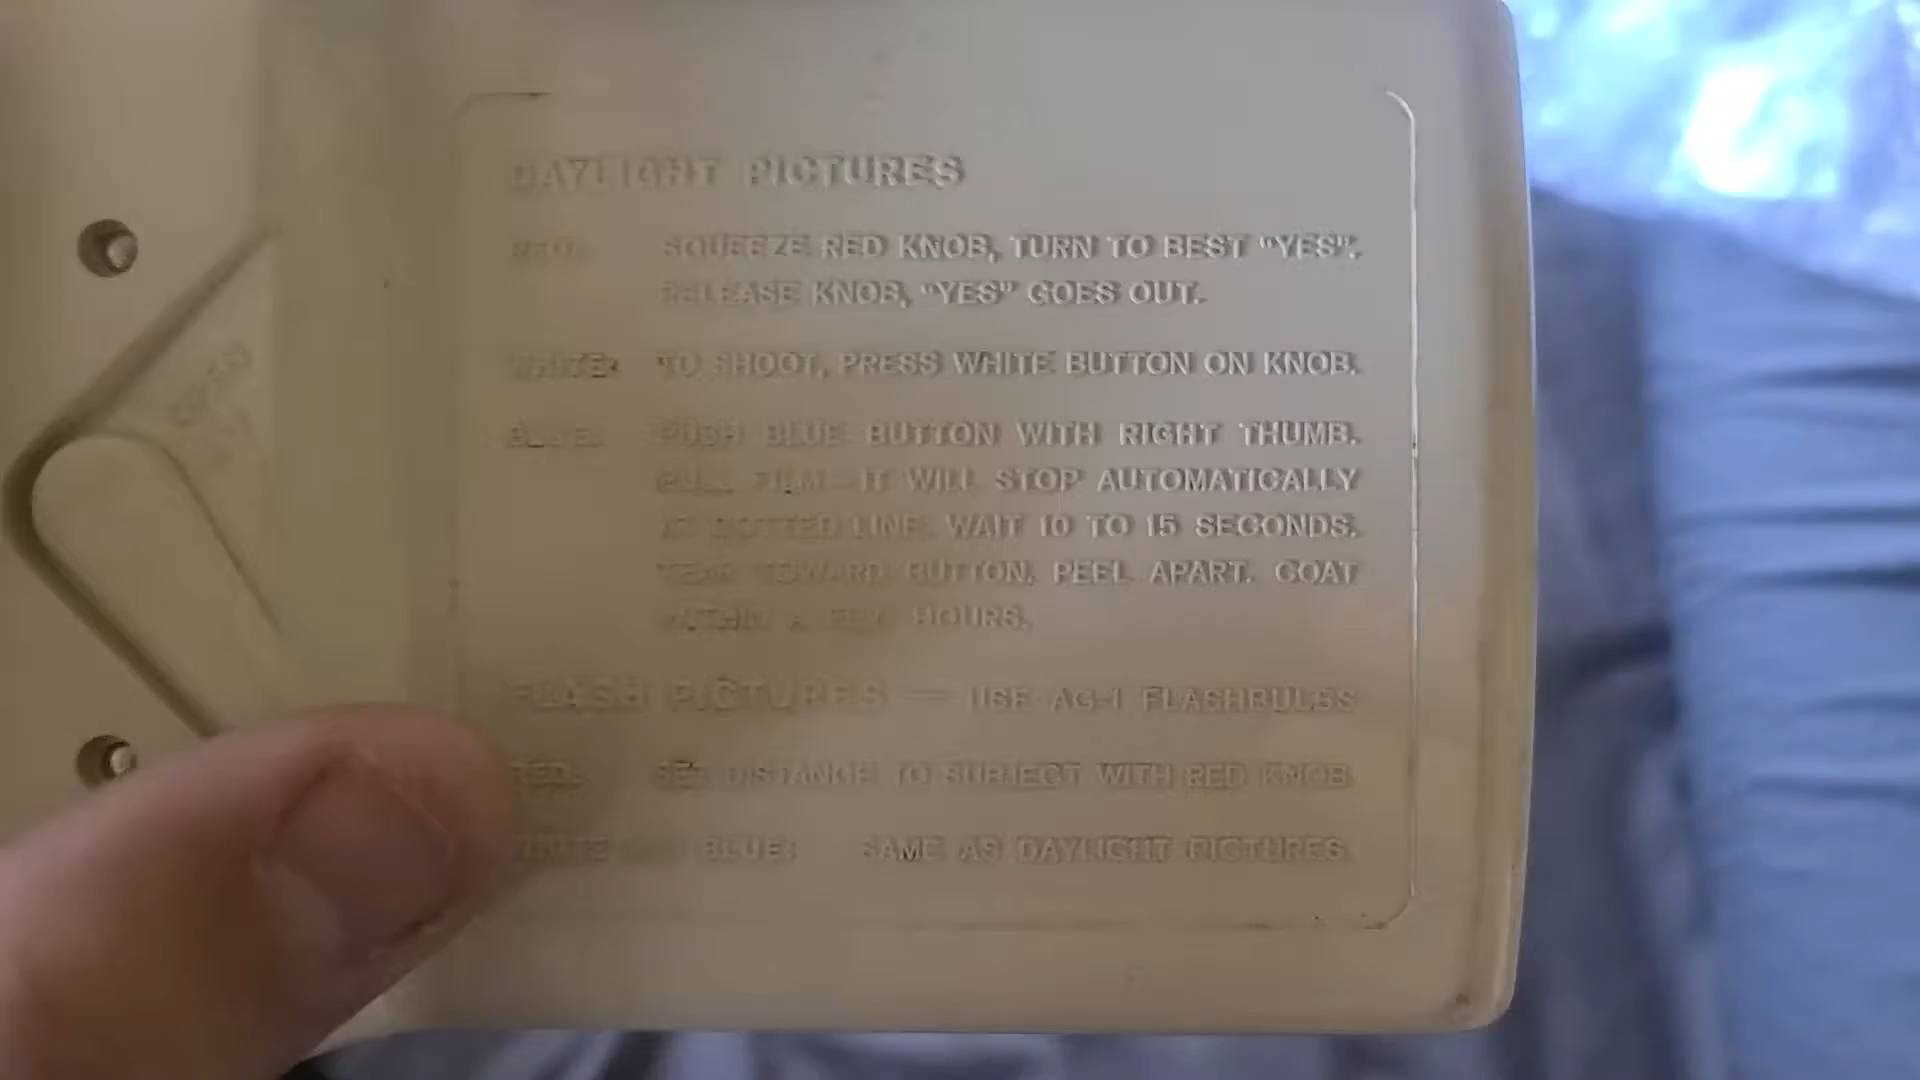 DAYLIGHT PICTURES
RED: SQUEEZE RED KNOB, TURN TO BEST "YES".
RELEASE KNOB, "YES" GOES OUT.
WHITE: TO SHOOT, PRESS WHITE BUTTON ON KNOB.
BLUE: PUSH BLUE BUTTON WITH RIGHT THUMB.
PULL FILM—IT WILL STOP AUTOMATICALLY
AT DOTTED LINE. WAIT 10 TO 15 SECONDS.
TEAR TOWARD BUTTON. PEEL APART. COAT
WITHIN A FEW HOURS.
FLASH PICTURES — USE AG-1 FLASHBULBS
RED: SET DISTANCE TO SUBJECT WITH RED KNOB
WHITE BLUE: SAME AS DAYLIGHT PICTURES.